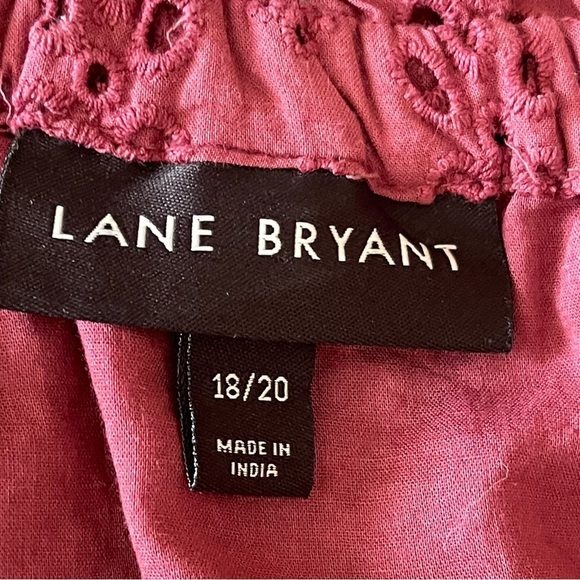 LANE BRYANT
18/20
MADE IN
INDIA